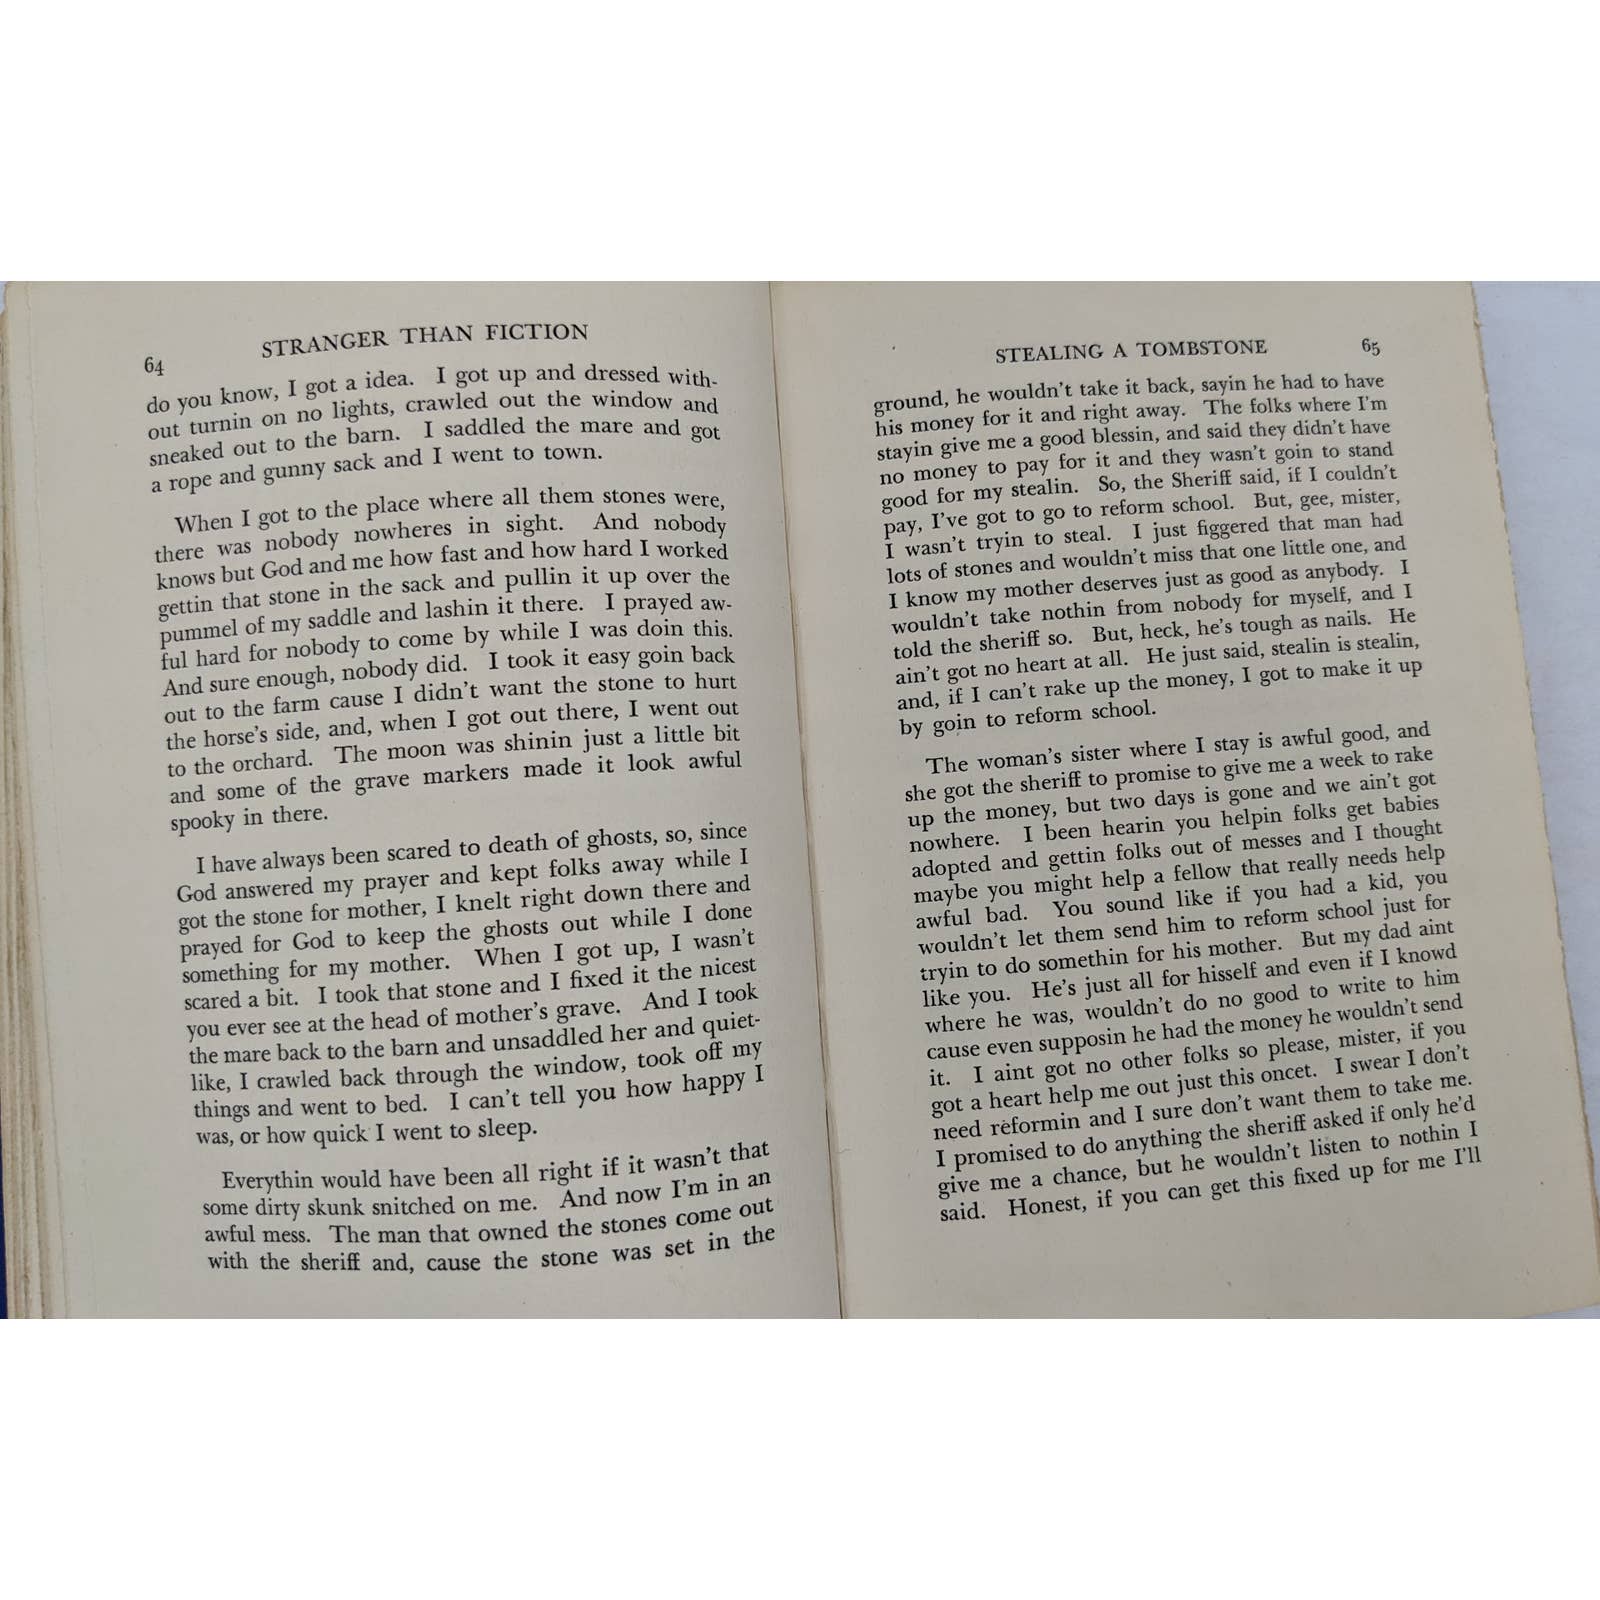 64
STRANGER THAN FICTION
do you know, I got a idea. I got up and dressed with-
out turnin on no lights, crawled out the window and
sneaked out to the barn. I saddled the mare and got
a rope and gunny sack and I went to town.
When I got to the place where all them stones were,
there was nobody nowheres in sight. And nobody
knows but God and me how fast and how hard I worked
gettin that stone in the sack and pullin it up over the
pummel of my saddle and lashin it there. I prayed aw-
ful hard for nobody to come by while I was doin this.
And sure enough, nobody did. I took it easy goin back
out to the farm cause I didn't want the stone to hurt
the horse's side, and, when I got out there, I went out
to the orchard. The moon was shinin just a little bit
and some of the grave markers made it look awful
spooky in there.
I have always been scared to death of ghosts, so, since
God answered my prayer and kept folks away while I
got the stone for mother, I knelt right down there and
prayed for God to keep the ghosts out while I done
something for my mother. When I got up, I wasn't
scared a bit. I took that stone and I fixed it the nicest
you ever see at the head of mother's grave. And I took
the mare back to the barn and unsaddled her and quiet-
like, I crawled back through the window, took off my
things and went to bed. I can't tell you how happy I
was, or how quick I went to sleep.
Everythin would have been all right if it wasn't that
some dirty skunk snitched on me. And now I'm in an
awful mess. The man that owned the stones come out
with the sheriff and, cause the stone was set in the
STEALING A TOMBSTONE
65
ground, he wouldn't take it back, sayin he had to have
his money for it and right away. The folks where I'm
stayin give me a good blessin, and said they didn't have
no money to pay for it and they wasn't goin to stand
good for my stealin. So, the Sheriff said, if I couldn't
pay, I've got to go to reform school. But, gee, mister,
I wasn't tryin to steal. I just figgered that man had
lots of stones and wouldn't miss that one little one, and
I know my mother deserves just as good as anybody. I
wouldn't take nothin from nobody for myself, and I
told the sheriff so. But, heck, he's tough as nails. He
ain't got no heart at all. He just said, stealin is stealin,
and, if I can't rake up the money, I got to make it up
by goin to reform school.
The woman's sister where I stay is awful good, and
she got the sheriff to promise to give me a week to rake
up the money, but two days is gone and we ain't got
nowhere. I been hearin you helpin folks get babies
adopted and gettin folks out of messes and I thought
maybe you might help a fellow that really needs help
awful bad. You sound like if you had a kid, you
wouldn't let them send him to reform school just for
tryin to do somethin for his mother. But my dad aint
like you. He's just all for hisself and even if I knowd
where he was, wouldn't do no good to write to him
cause even supposin he had the money he wouldn't send
it. I aint got no other folks so please, mister, if you
got a heart help me out just this oncet. I swear I don't
need reformin and I sure don't want them to take me.
I promised to do anything the sheriff asked if only he'd
give me a chance, but he wouldn't listen to nothin I
said. Honest, if you can get this fixed up for me I'll